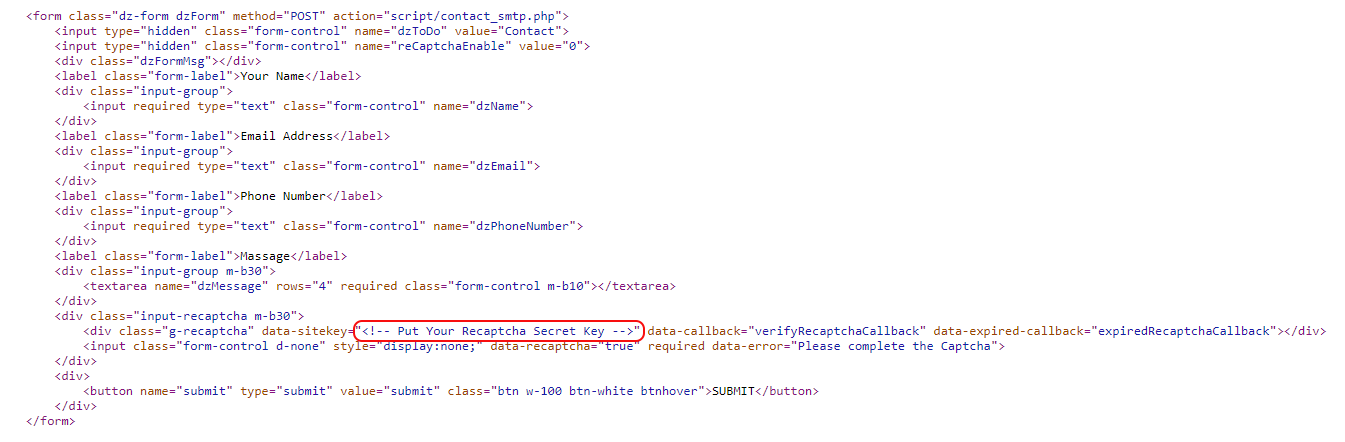 <form class="dz-form dzForm" method="POST" action="script/contact_smtp.php">
<input type="hidden" class="form-control" name="dzToDo" value="Contact">
<input type="hidden" class="form-control" name="reCaptchaEnable" value="0">
<div class="dzFormMsg"></div>
<label class="form-label">Your Name</label>
<div class="input-group">
<input required type="text" class="form-control" name="dzName">
</div>
<label class="form-label">Email Address</label>
<div class="input-group">
<input required type="text" class="form-control" name="dzEmail">
</div>
<label class="form-label">Phone Number</label>
<div class="input-group">
<input required type="text" class="form-control" name="dzPhoneNumber">
</div>
<label class="form-label">Massage</label>
<div class="input-group m-b30">
<textarea name="dzMessage" rows="4" required class="form-control m-b10"></textarea>
</div>
<div class="input-recaptcha m-b30">
<div class="g-recaptcha" data-sitekey="<!-- Put Your Recaptcha Secret Key -->" data-callback="verifyRecaptchaCallback" data-expired-callback="expiredRecaptchaCallback"></div>
<input class="form-control d-none" style="display:none;" data-recaptcha="true" required data-error="Please complete the Captcha">
</div>
<div>
<button name="submit" type="submit" value="submit" class="btn w-100 btn-white btnhover">SUBMIT</button>
</div>
</form>